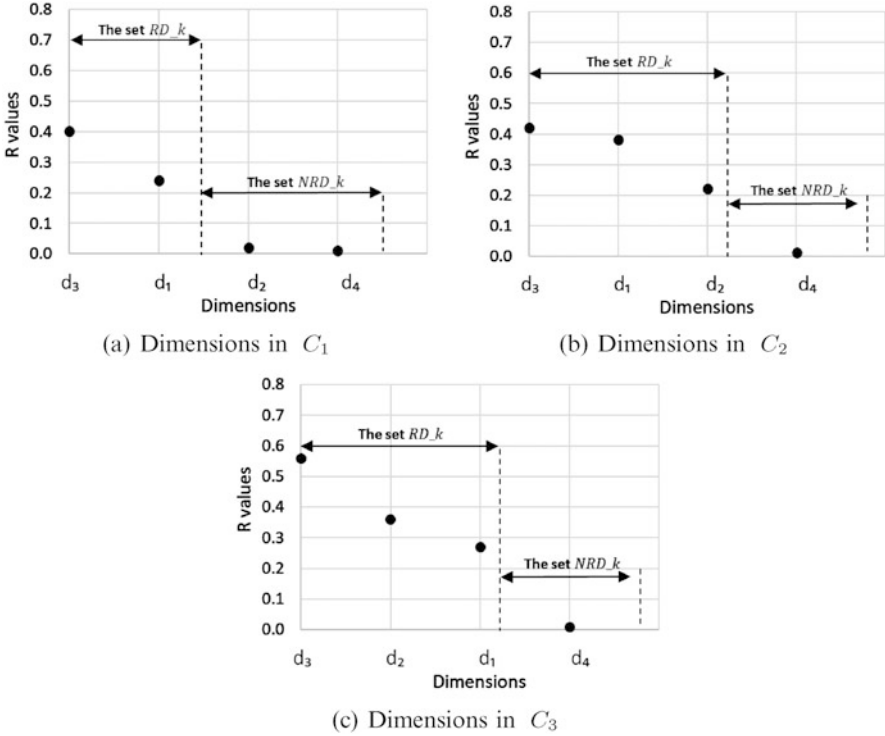 0.8
The set RD_k
0.7
0.6
0.5
R values
0.4
0.3
The set NRD_k
0.2
0.1
0.0
d₃ d₁ d₂ d₄
Dimensions
(a) Dimensions in C₁
0.8
0.7
The set RD_k
0.6
0.5
R values
0.4
0.3
The set NRD_k
0.2
0.1
0.0
d₃ d₁ d₂ d₄
Dimensions
(b) Dimensions in C₂
0.8
0.7
The set RD_k
0.6
0.5
R values
0.4
0.3
The set NRD_k
0.2
0.1
0.0
d₃ d₂ d₁ d₄
Dimensions
(c) Dimensions in C₃